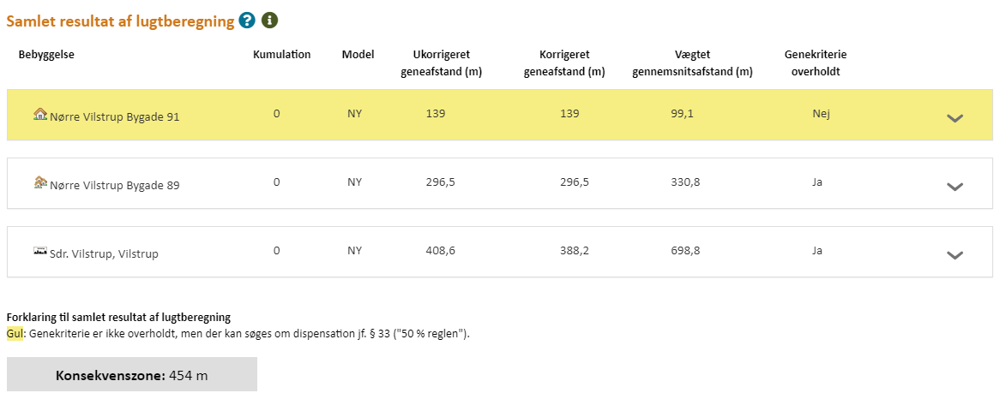 Samlet resultat af lugtberegning ? i
Bebyggelse Kumulation Model Ukorrigeret geneafstand (m) Korrigeret geneafstand (m) Vægtet gennemsnitsafstand (m) Genekriterie overholdt
Nørre Vilstrup Bygade 91 0 NY 139 139 99,1 Nej
Nørre Vilstrup Bygade 89 0 NY 296,5 296,5 330,8 Ja
Sdr. Vilstrup, Vilstrup 0 NY 408,6 388,2 698,8 Ja
Forklaring til samlet resultat af lugtberegning
Gul: Genekriterie er ikke overholdt, men der kan søges om dispensation jf. § 33 ("50 % reglen").
Konsekvenszone: 454 m